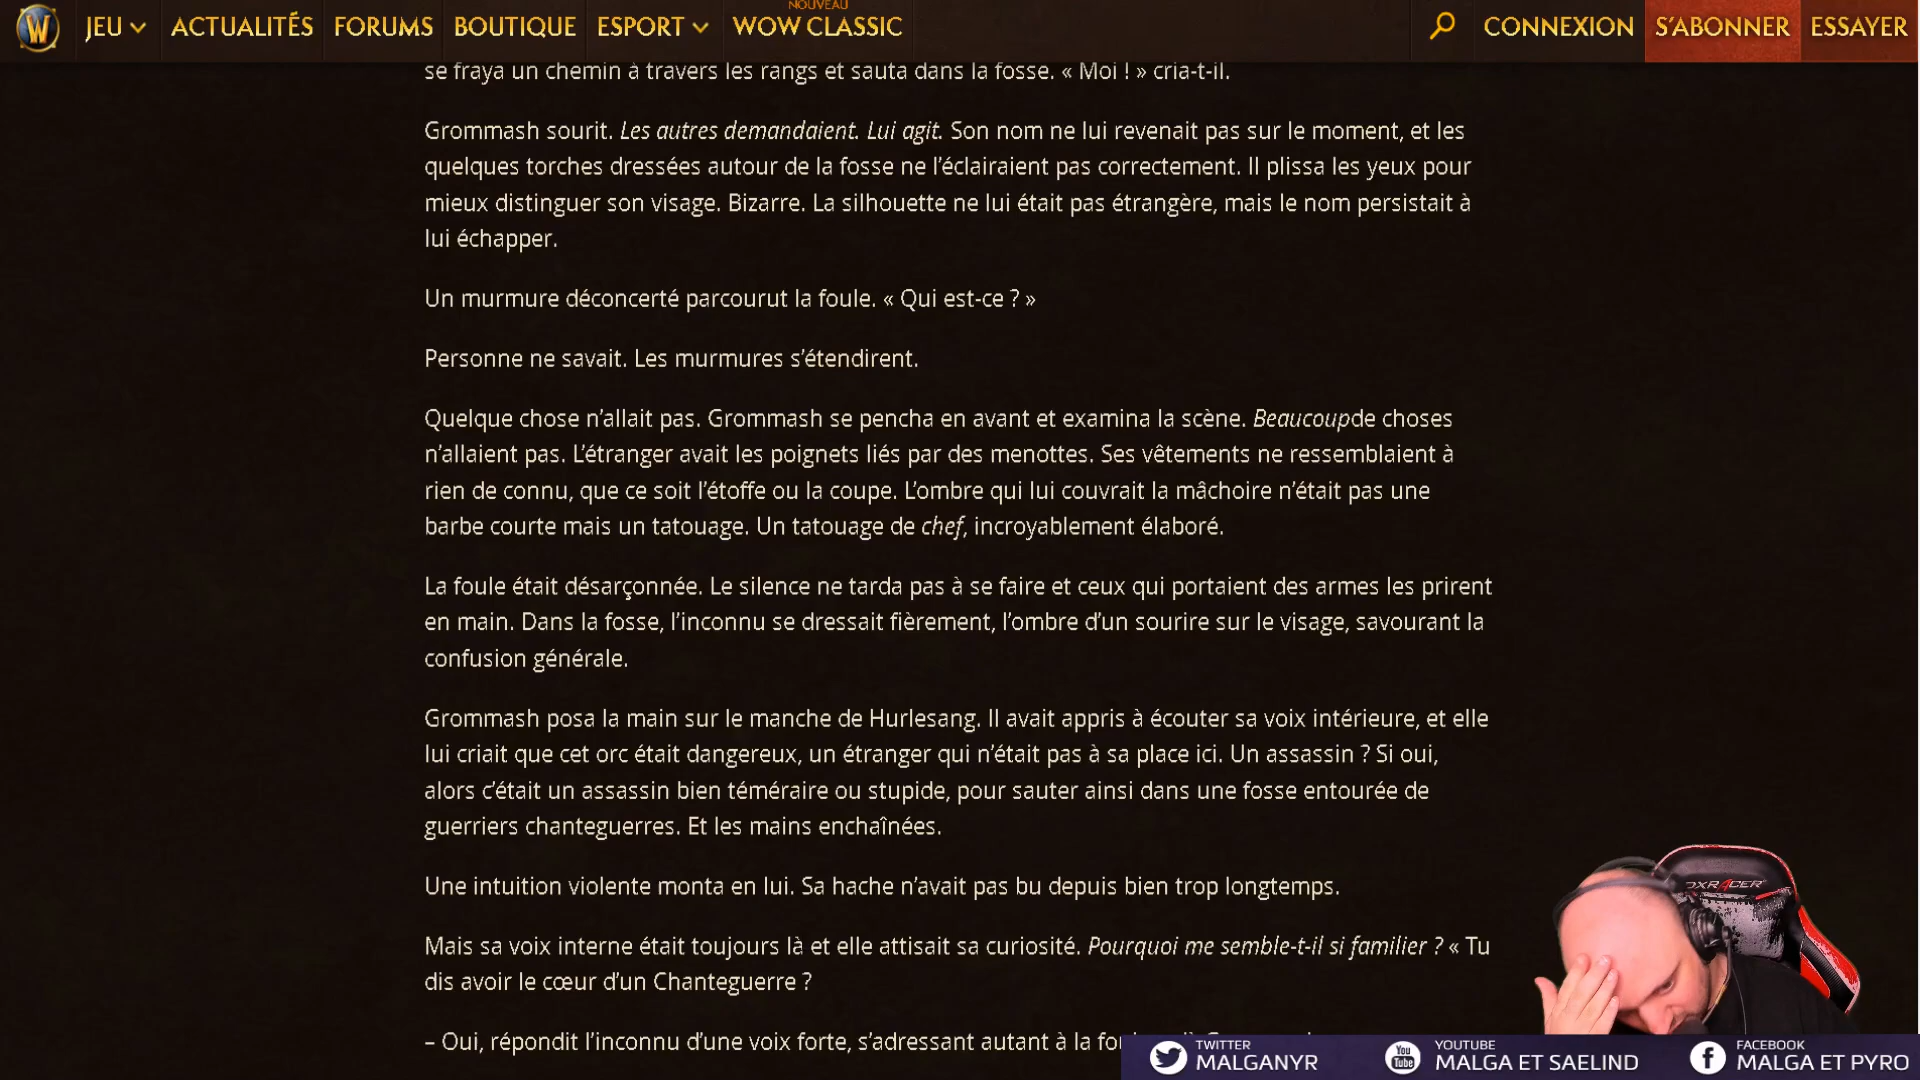 NOUVEAU
JEU ACTUALITÉS FORUMS BOUTIQUE ESPORT WOW CLASSIC CONNEXION S'ABONNER ESSAYER
se fraya un chemin à travers les rangs et sauta dans la fosse. « Moi ! » cria-t-il.
Grommash sourit. Les autres demandaient. Lui agit. Son nom ne lui revenait pas sur le moment, et les
quelques torches dressées autour de la fosse ne l’éclairaient pas correctement. Il plissa les yeux pour
mieux distinguer son visage. Bizarre. La silhouette ne lui était pas étrangère, mais le nom persistait à
lui échapper.
Un murmure déconcerté parcourut la foule. « Qui est-ce ? »
Personne ne savait. Les murmures s’étendirent.
Quelque chose n’allait pas. Grommash se pencha en avant et examina la scène. Beaucoupde choses
n’allaient pas. L’étranger avait les poignets liés par des menottes. Ses vêtements ne ressemblaient à
rien de connu, que ce soit l’étoffe ou la coupe. L’ombre qui lui couvrait la mâchoire n’était pas une
barbe courte mais un tatouage. Un tatouage de chef, incroyablement élaboré.
La foule était désarçonnée. Le silence ne tarda pas à se faire et ceux qui portaient des armes les prirent
en main. Dans la fosse, l’inconnu se dressait fièrement, l’ombre d’un sourire sur le visage, savourant la
confusion générale.
Grommash posa la main sur le manche de Hurlesang. Il avait appris à écouter sa voix intérieure, et elle
lui criait que cet orc était dangereux, un étranger qui n’était pas à sa place ici. Un assassin ? Si oui,
alors c’était un assassin bien téméraire ou stupide, pour sauter ainsi dans une fosse entourée de
guerriers chanteguerres. Et les mains enchaînées.
Une intuition violente monta en lui. Sa hache n’avait pas bu depuis bien trop longtemps.
Mais sa voix interne était toujours là et elle attisait sa curiosité. Pourquoi me semble-t-il si familier ? « Tu
dis avoir le cœur d’un Chanteguerre ?
– Oui, répondit l’inconnu d’une voix forte, s’adressant autant à la
DXRACER
TWITTER
MALGANYR
You Tube
YOUTUBE
MALGA ET SAELIND
FACEBOOK
MALGA ET PYRO